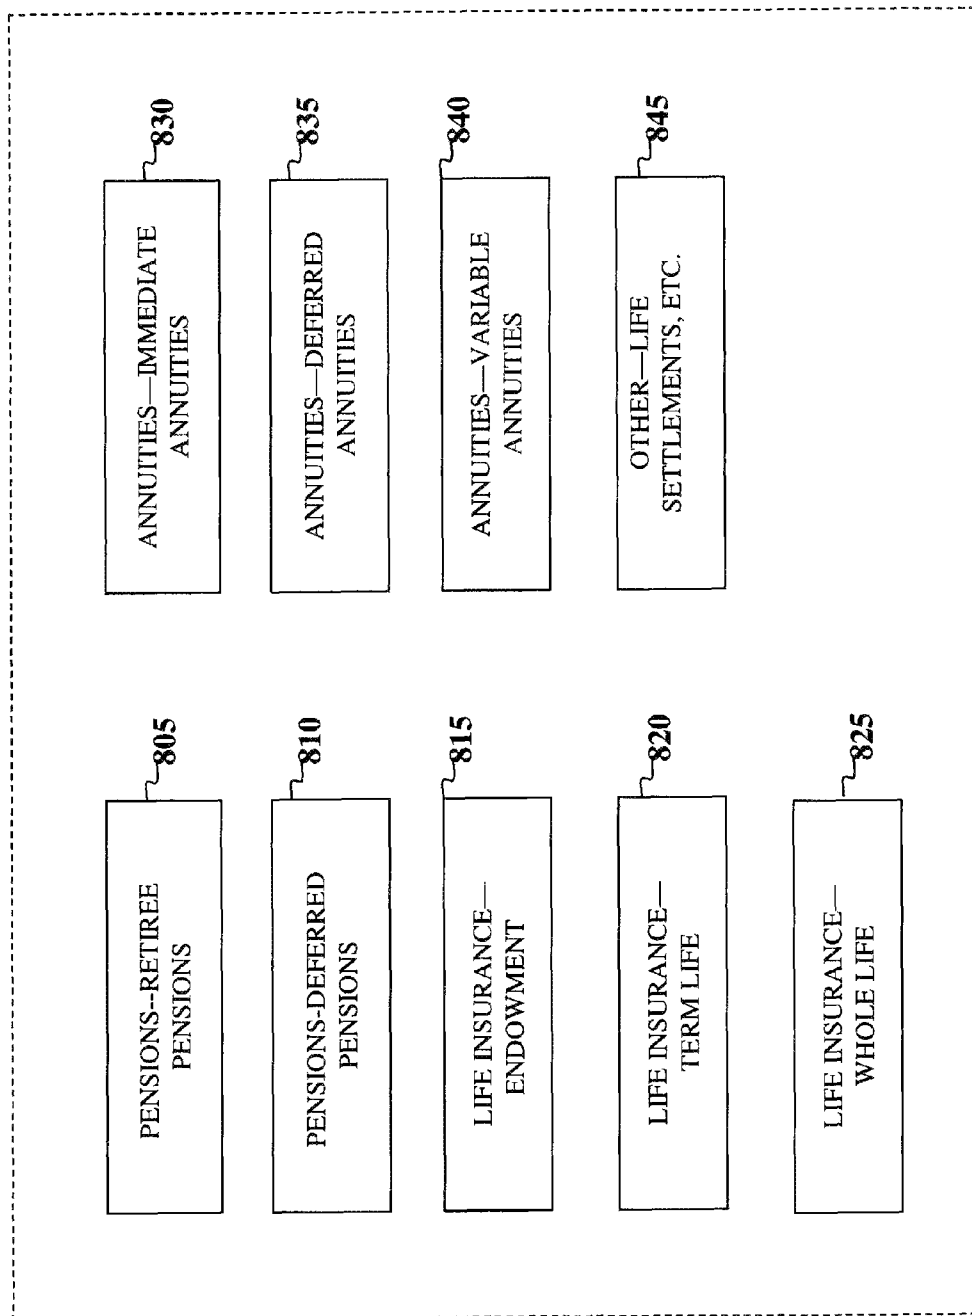 PENSIONS--RETIREE
PENSIONS
805
PENSIONS-DEFERRED
PENSIONS
810
LIFE INSURANCE—
ENDOWMENT
815
LIFE INSURANCE—
TERM LIFE
820
LIFE INSURANCE—
WHOLE LIFE
825
ANNUITIES—IMMEDIATE
ANNUITIES
830
ANNUITIES—DEFERRED
ANNUITIES
835
ANNUITIES—VARIABLE
ANNUITIES
840
OTHER—LIFE
SETTLEMENTS, ETC.
845